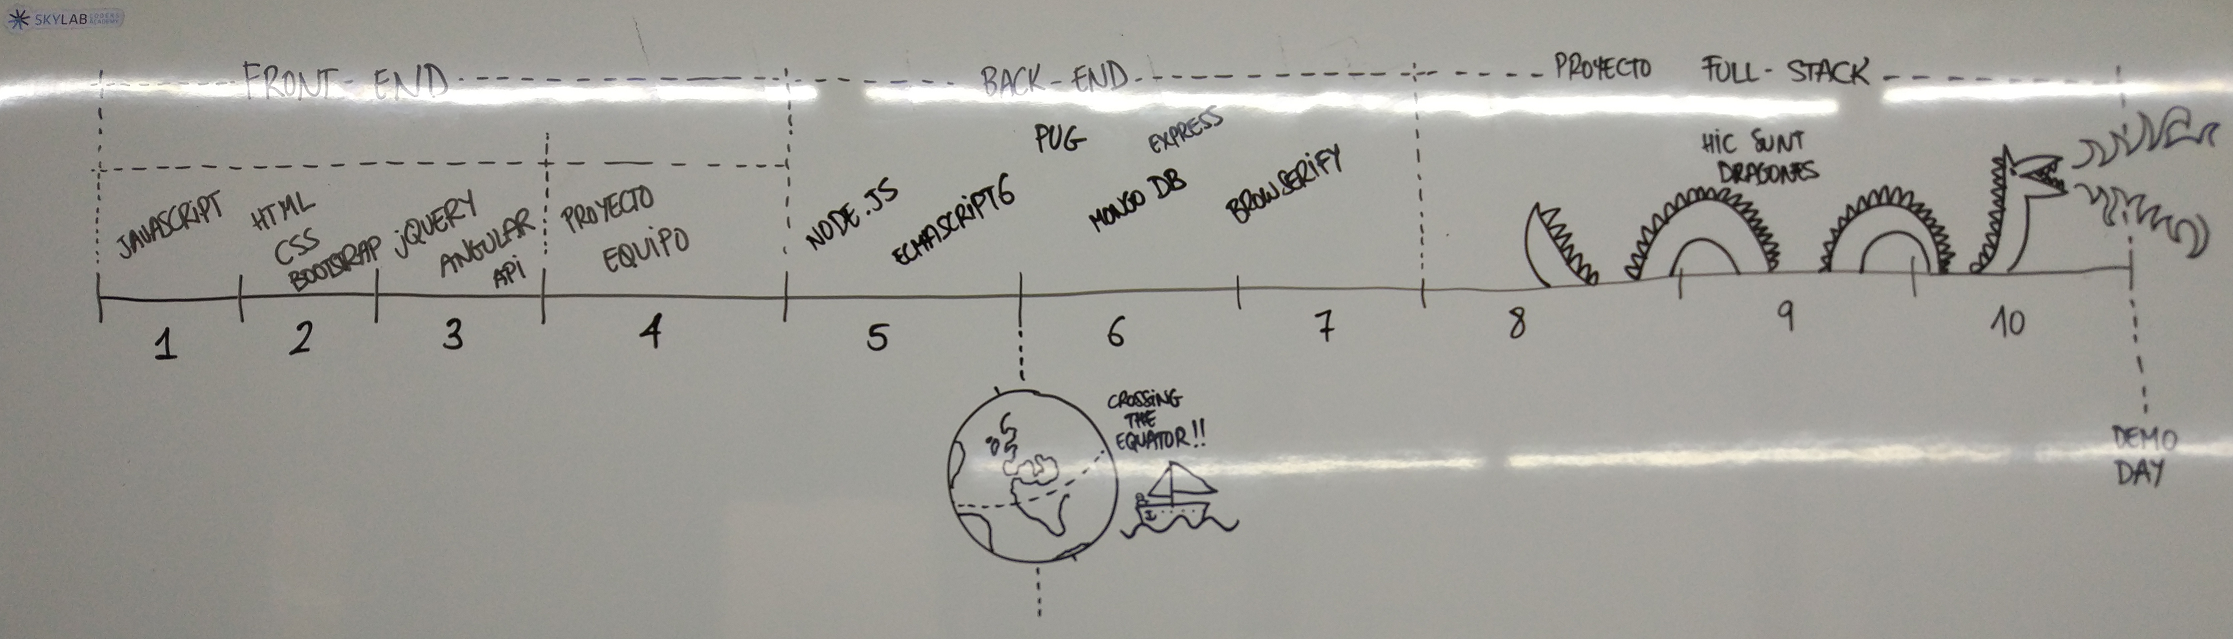 SKYLAB CODERS ACADEMY
FRONT-END
BACK-END
PROYECTO FULL-STACK
JAVASCRIPT
HTML
CSS
BOOTSTRAP
jQUERY
ANGULAR
APi
PROYECTO
EQUiPO
NODE.JS
ECMASCRiPT6
PUG
EXPRESS
MONGO DB
BROWSERiFY
HiC SUNT
DRAGONES
1 2 3 4 5 6 7 8 9 10
CROSSiNG
THE
EQUATOR!!
DEMO
DAY